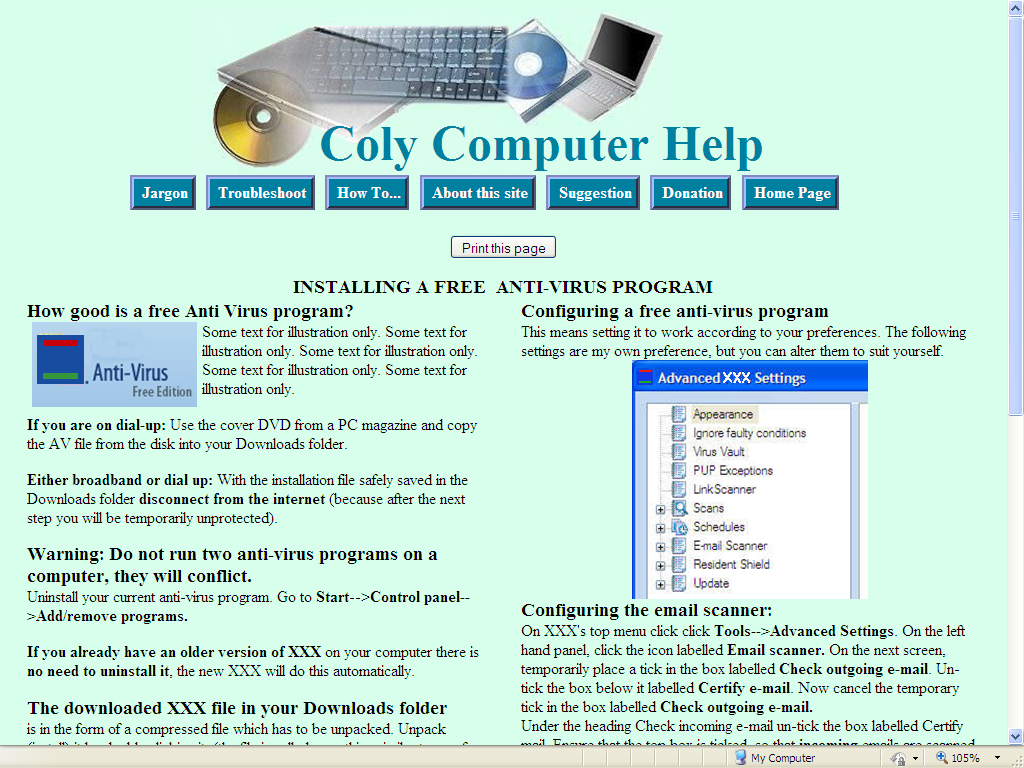 Coly Computer Help
Jargon
Troubleshoot
How To...
About this site
Suggestion
Donation
Home Page
Print this page
INSTALLING A FREE ANTI-VIRUS PROGRAM
How good is a free Anti Virus program?
Anti-Virus
Free Edition
Some text for illustration only. Some text for
illustration only. Some text for illustration only.
Some text for illustration only. Some text for
illustration only.
If you are on dial-up: Use the cover DVD from a PC magazine and copy
the AV file from the disk into your Downloads folder.
Either broadband or dial up: With the installation file safely saved in the
Downloads folder disconnect from the internet (because after the next
step you will be temporarily unprotected).
Warning: Do not run two anti-virus programs on a
computer, they will conflict.
Uninstall your current anti-virus program. Go to Start-->Control panel--
>Add/remove programs.
If you already have an older version of XXX on your computer there is
no need to uninstall it, the new XXX will do this automatically.
The downloaded XXX file in your Downloads folder
is in the form of a compressed file which has to be unpacked. Unpack
Configuring a free anti-virus program
This means setting it to work according to your preferences. The following
settings are my own preference, but you can alter them to suit yourself.
Advanced XXX Settings
Appearance
Ignore faulty conditions
Virus Vault
PUP Exceptions
LinkScanner
Scans
Schedules
E-mail Scanner
Resident Shield
Update
Configuring the email scanner:
On XXX's top menu click click Tools-->Advanced Settings. On the left
hand panel, click the icon labelled Email scanner. On the next screen,
temporarily place a tick in the box labelled Check outgoing e-mail. Un-
tick the box below it labelled Certify e-mail. Now cancel the temporary
tick in the box labelled Check outgoing e-mail.
Under the heading Check incoming e-mail un-tick the box labelled Certify
mail. Ensure that the top box is ticked, so that incoming emails are scanned
My Computer
105%